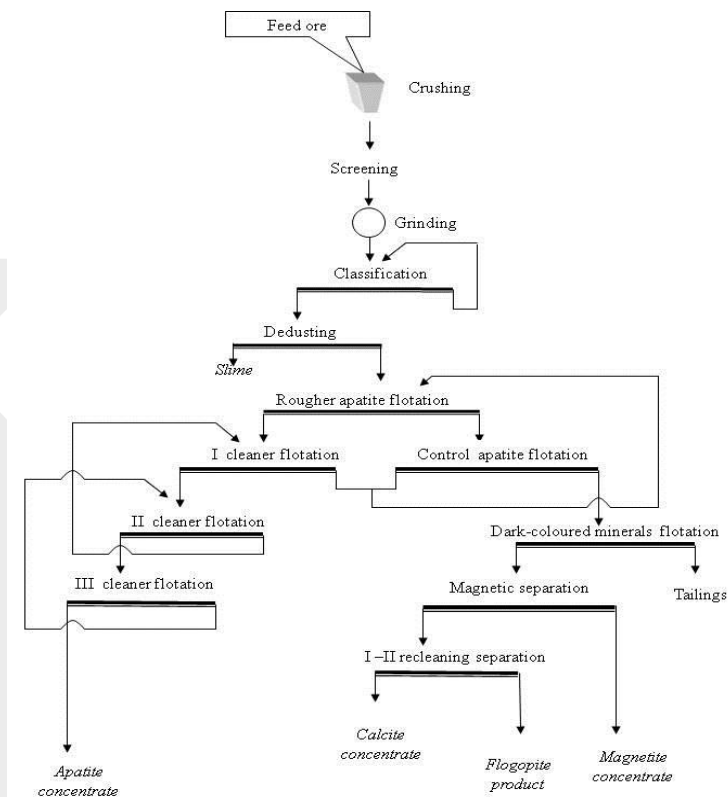 Feed ore
Crushing
Screening
Grinding
Classification
Dedusting
Slime
Rougher apatite flotation
I cleaner flotation
Control apatite flotation
II cleaner flotation
Dark-coloured minerals flotation
III cleaner flotation
Magnetic separation
Tailings
I –II recleaning separation
Calcite
concentrate
Flogopite
product
Magnetite
concentrate
Apatite
concentrate